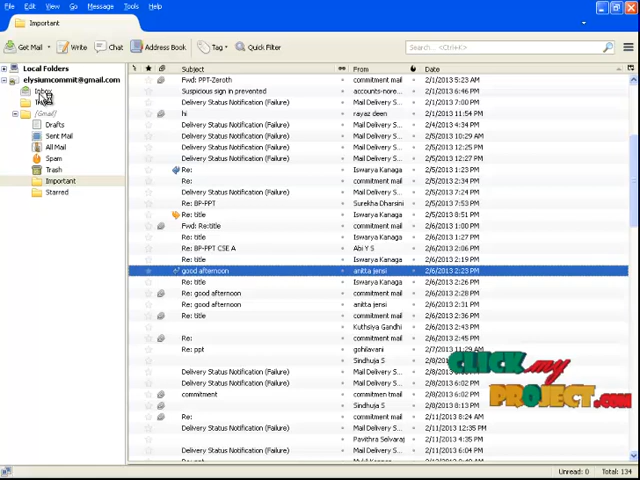 File Edit View Go Message Tools Help
Important
Get Mail Write Chat Address Book Tag Quick Filter Search... <Ctrl+K>
Subject From Date
Local Folders
elysiumcommit@gmail.com
Inbox
[Gmail]
Drafts
Sent Mail
All Mail
Spam
Trash
Important
Starred
Fwd: PPT-Zeroth commitment mail 2/1/2013 5:23 AM
Suspicious sign in prevented accounts-nore... 2/1/2013 6:22 AM
Delivery Status Notification (Failure) Mail Delivery S... 2/1/2013 7:00 PM
hi rayaz deen 2/1/2013 11:54 PM
Delivery Status Notification (Failure) Mail Delivery S... 2/4/2013 4:34 PM
Delivery Status Notification (Failure) Mail Delivery S... 2/5/2013 10:29 AM
Delivery Status Notification (Failure) Mail Delivery S... 2/5/2013 12:36 PM
Delivery Status Notification (Failure) Mail Delivery S... 2/5/2013 12:27 PM
Re: Iswarya Kanaga 2/5/2013 1:23 PM
Re: commitment mail 2/5/2013 2:34 PM
Delivery Status Notification (Failure) Mail Delivery S... 2/5/2013 2:54 PM
Re: BP-PPT Surekha Dharsini 2/5/2013 7:53 PM
Re: title Iswarya Kanaga 2/5/2013 8:51 PM
Fwd: Re:title commitment mail 2/6/2013 1:40 PM
Re: title Iswarya Kanaga 2/6/2013 2:02 PM
Re: BP-PPT CSE A Abi Y S 2/6/2013 2:16 PM
Re: title Iswarya Kanaga 2/6/2013 2:19 PM
good afternoon anitta jensi 2/6/2013 2:23 PM
Re: title Iswarya Kanaga 2/6/2013 2:26 PM
Re: good afternoon commitment mail 2/6/2013 2:28 PM
Re: good afternoon anitta jensi 2/6/2013 2:31 PM
Re: title commitment mail 2/6/2013 2:36 PM
Kuthsiya Gandhi 2/6/2013 2:43 PM
Re: commitment mail 2/6/2013 2:45 PM
Re: ppt gohilavani 2/7/2013 11:29 AM
Sindhuja S
Delivery Status Notification (Failure) Mail Delivery S... 2/8/2013 6:02 PM
Delivery Status Notification (Failure) Mail Delivery S... 2/8/2013 6:02 PM
commitment commitment mail 2/8/2013 6:02 PM
Sindhuja S 2/8/2013 8:13 PM
Re: commitment mail 2/11/2013 8:24 AM
Delivery Status Notification (Failure) Mail Delivery S... 2/11/2013 12:35 PM
Pavithra Selvaraj 2/11/2013 4:35 PM
Delivery Status Notification (Failure) Mail Delivery S... 2/11/2013 6:04 PM
CLICK my
PROJECT.com
Unread: 0 Total: 134